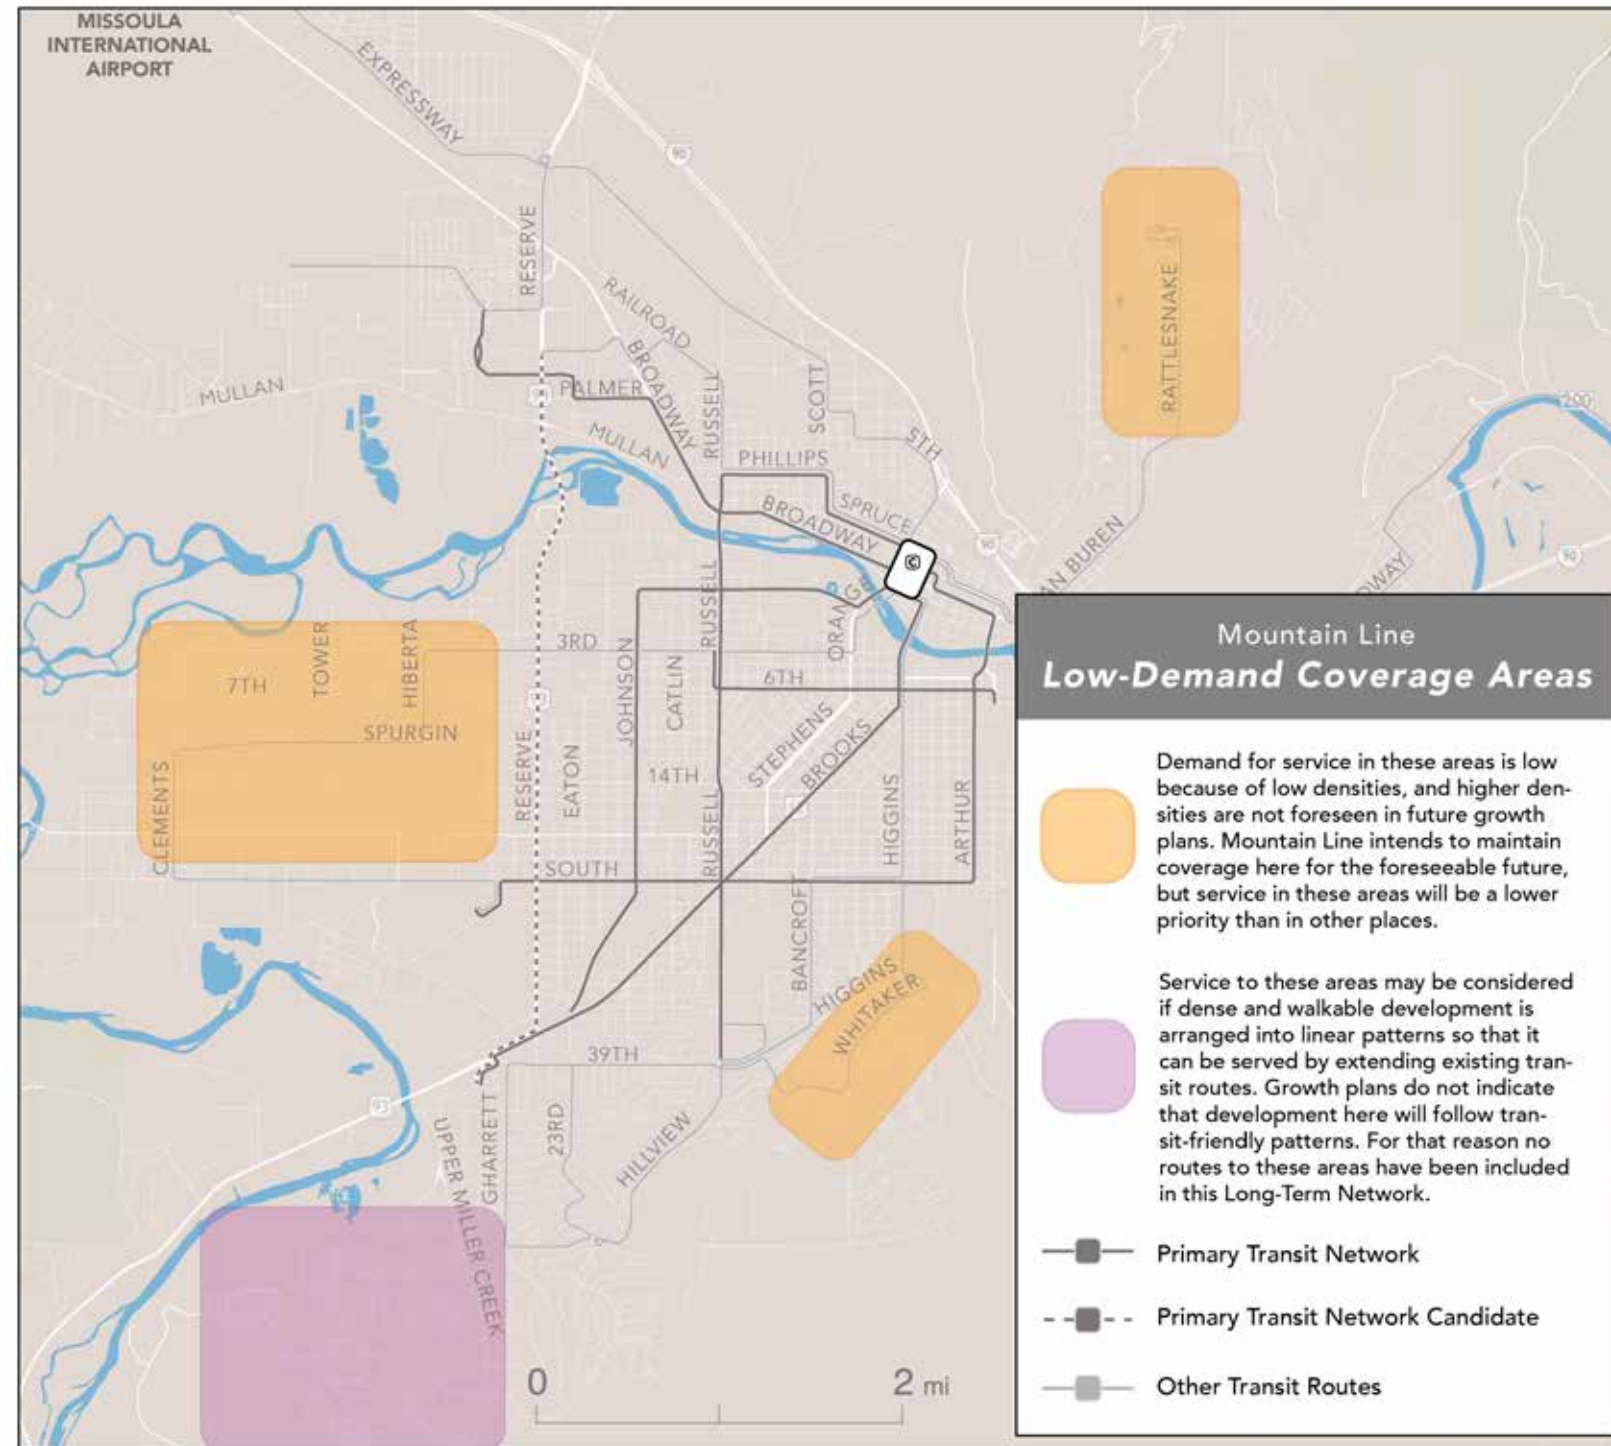 MISSOULA
INTERNATIONAL
AIRPORT
EXPRESSWAY
90
RESERVE
RAILROAD
BROADWAY
RATTLESNAKE
MULLAN
PALMER
RUSSELL
SCOTT
200
MULLAN
5TH
PHILLIPS
BROADWAY
SPRUCE
90
90
C
AN BUREN
DWAY
RUSSELL
ORANG
TOWER
HIBERTA
3RD
JOHNSON
CATLIN
7TH
6TH
SPURGIN
STEPHENS
BROOKS
CLEMENTS
RESERVE
EATON
14TH
RUSSELL
HIGGINS
ARTHUR
SOUTH
BANCROFT
HIGGINS
WHITAKER
39TH
93
UPPER MILLER CREEK
GHARRETT
23RD
HILLVIEW
0
2 mi
Mountain Line
Low-Demand Coverage Areas
Demand for service in these areas is low
because of low densities, and higher den-
sities are not foreseen in future growth
plans. Mountain Line intends to maintain
coverage here for the foreseeable future,
but service in these areas will be a lower
priority than in other places.
Service to these areas may be considered
if dense and walkable development is
arranged into linear patterns so that it
can be served by extending existing tran-
sit routes. Growth plans do not indicate
that development here will follow tran-
sit-friendly patterns. For that reason no
routes to these areas have been included
in this Long-Term Network.
Primary Transit Network
Primary Transit Network Candidate
Other Transit Routes